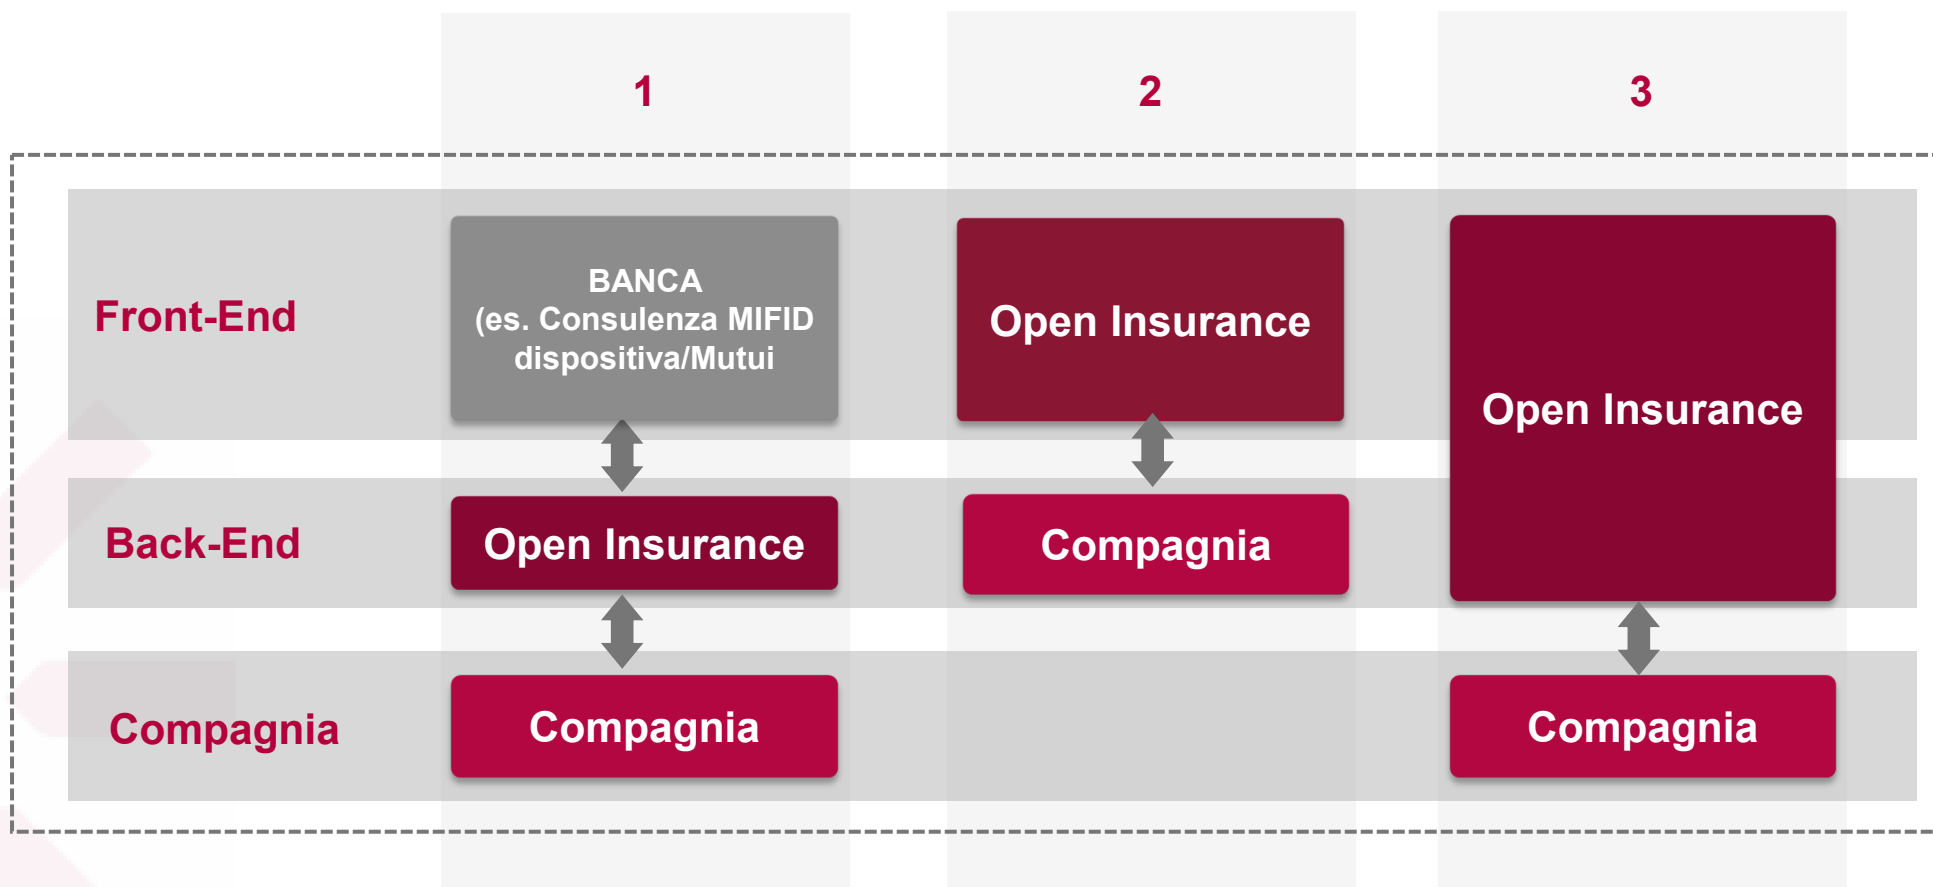 1
2
3
Front-End
BANCA
(es. Consulenza MIFID
dispositiva/Mutui
Open Insurance
Open Insurance
Back-End
Open Insurance
Compagnia
Compagnia
Compagnia
Compagnia